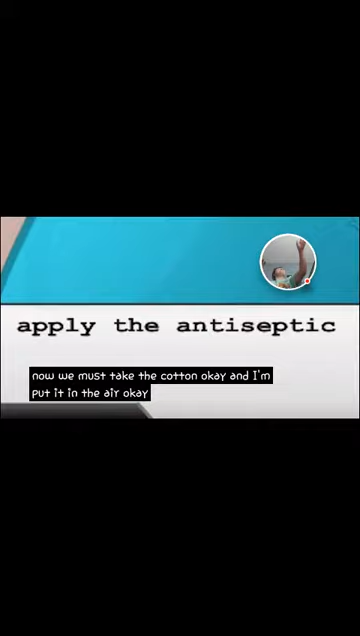 apply the antiseptic
now we must take the cotton okay and I'm
put it in the air okay